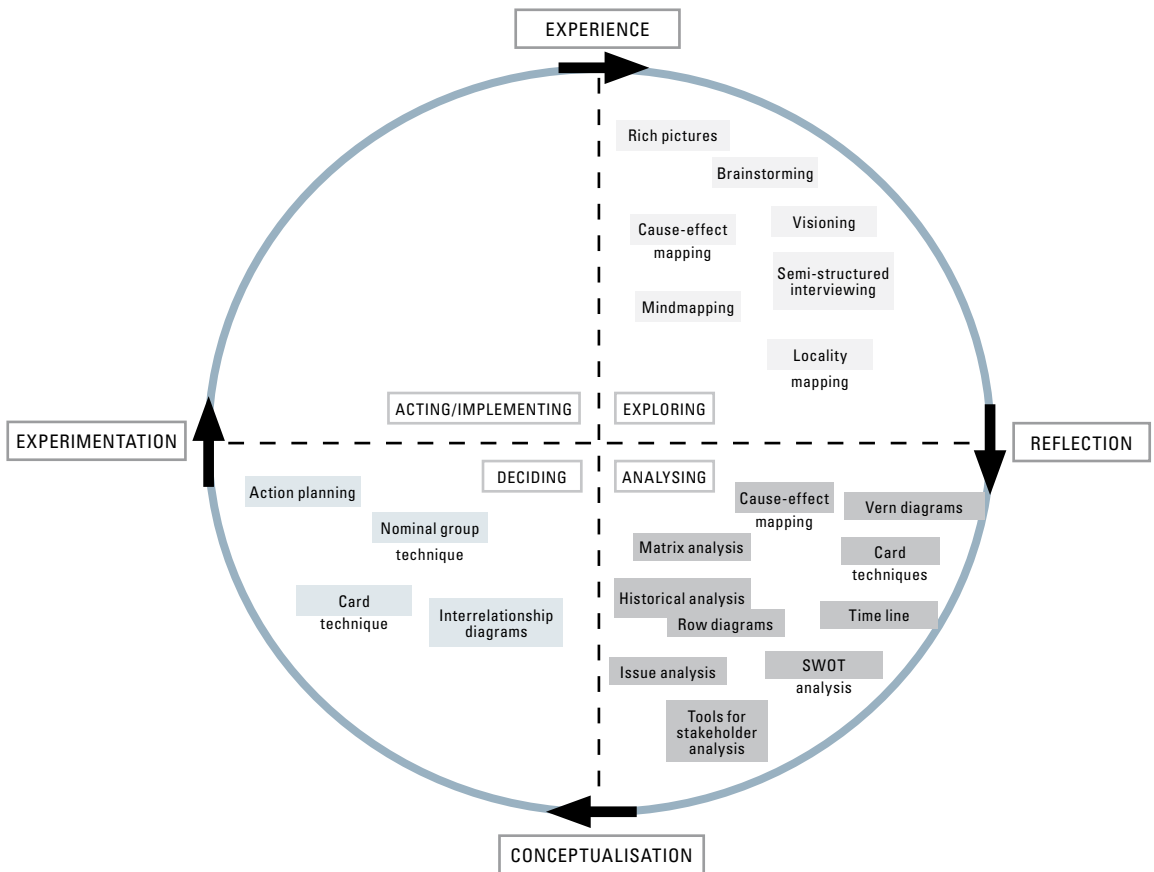 EXPERIENCE
Rich pictures
Brainstorming
Cause-effect
mapping
Visioning
Semi-structured
interviewing
Mindmapping
Locality
mapping
ACTING/IMPLEMENTING
EXPLORING
EXPERIMENTATION
REFLECTION
DECIDING
ANALYSING
Action planning
Nominal group
technique
Card
technique
Interrelationship
diagrams
Cause-effect
mapping
Vern diagrams
Matrix analysis
Card
techniques
Historical analysis
Row diagrams
Time line
Issue analysis
SWOT
analysis
Tools for
stakeholder
analysis
CONCEPTUALISATION